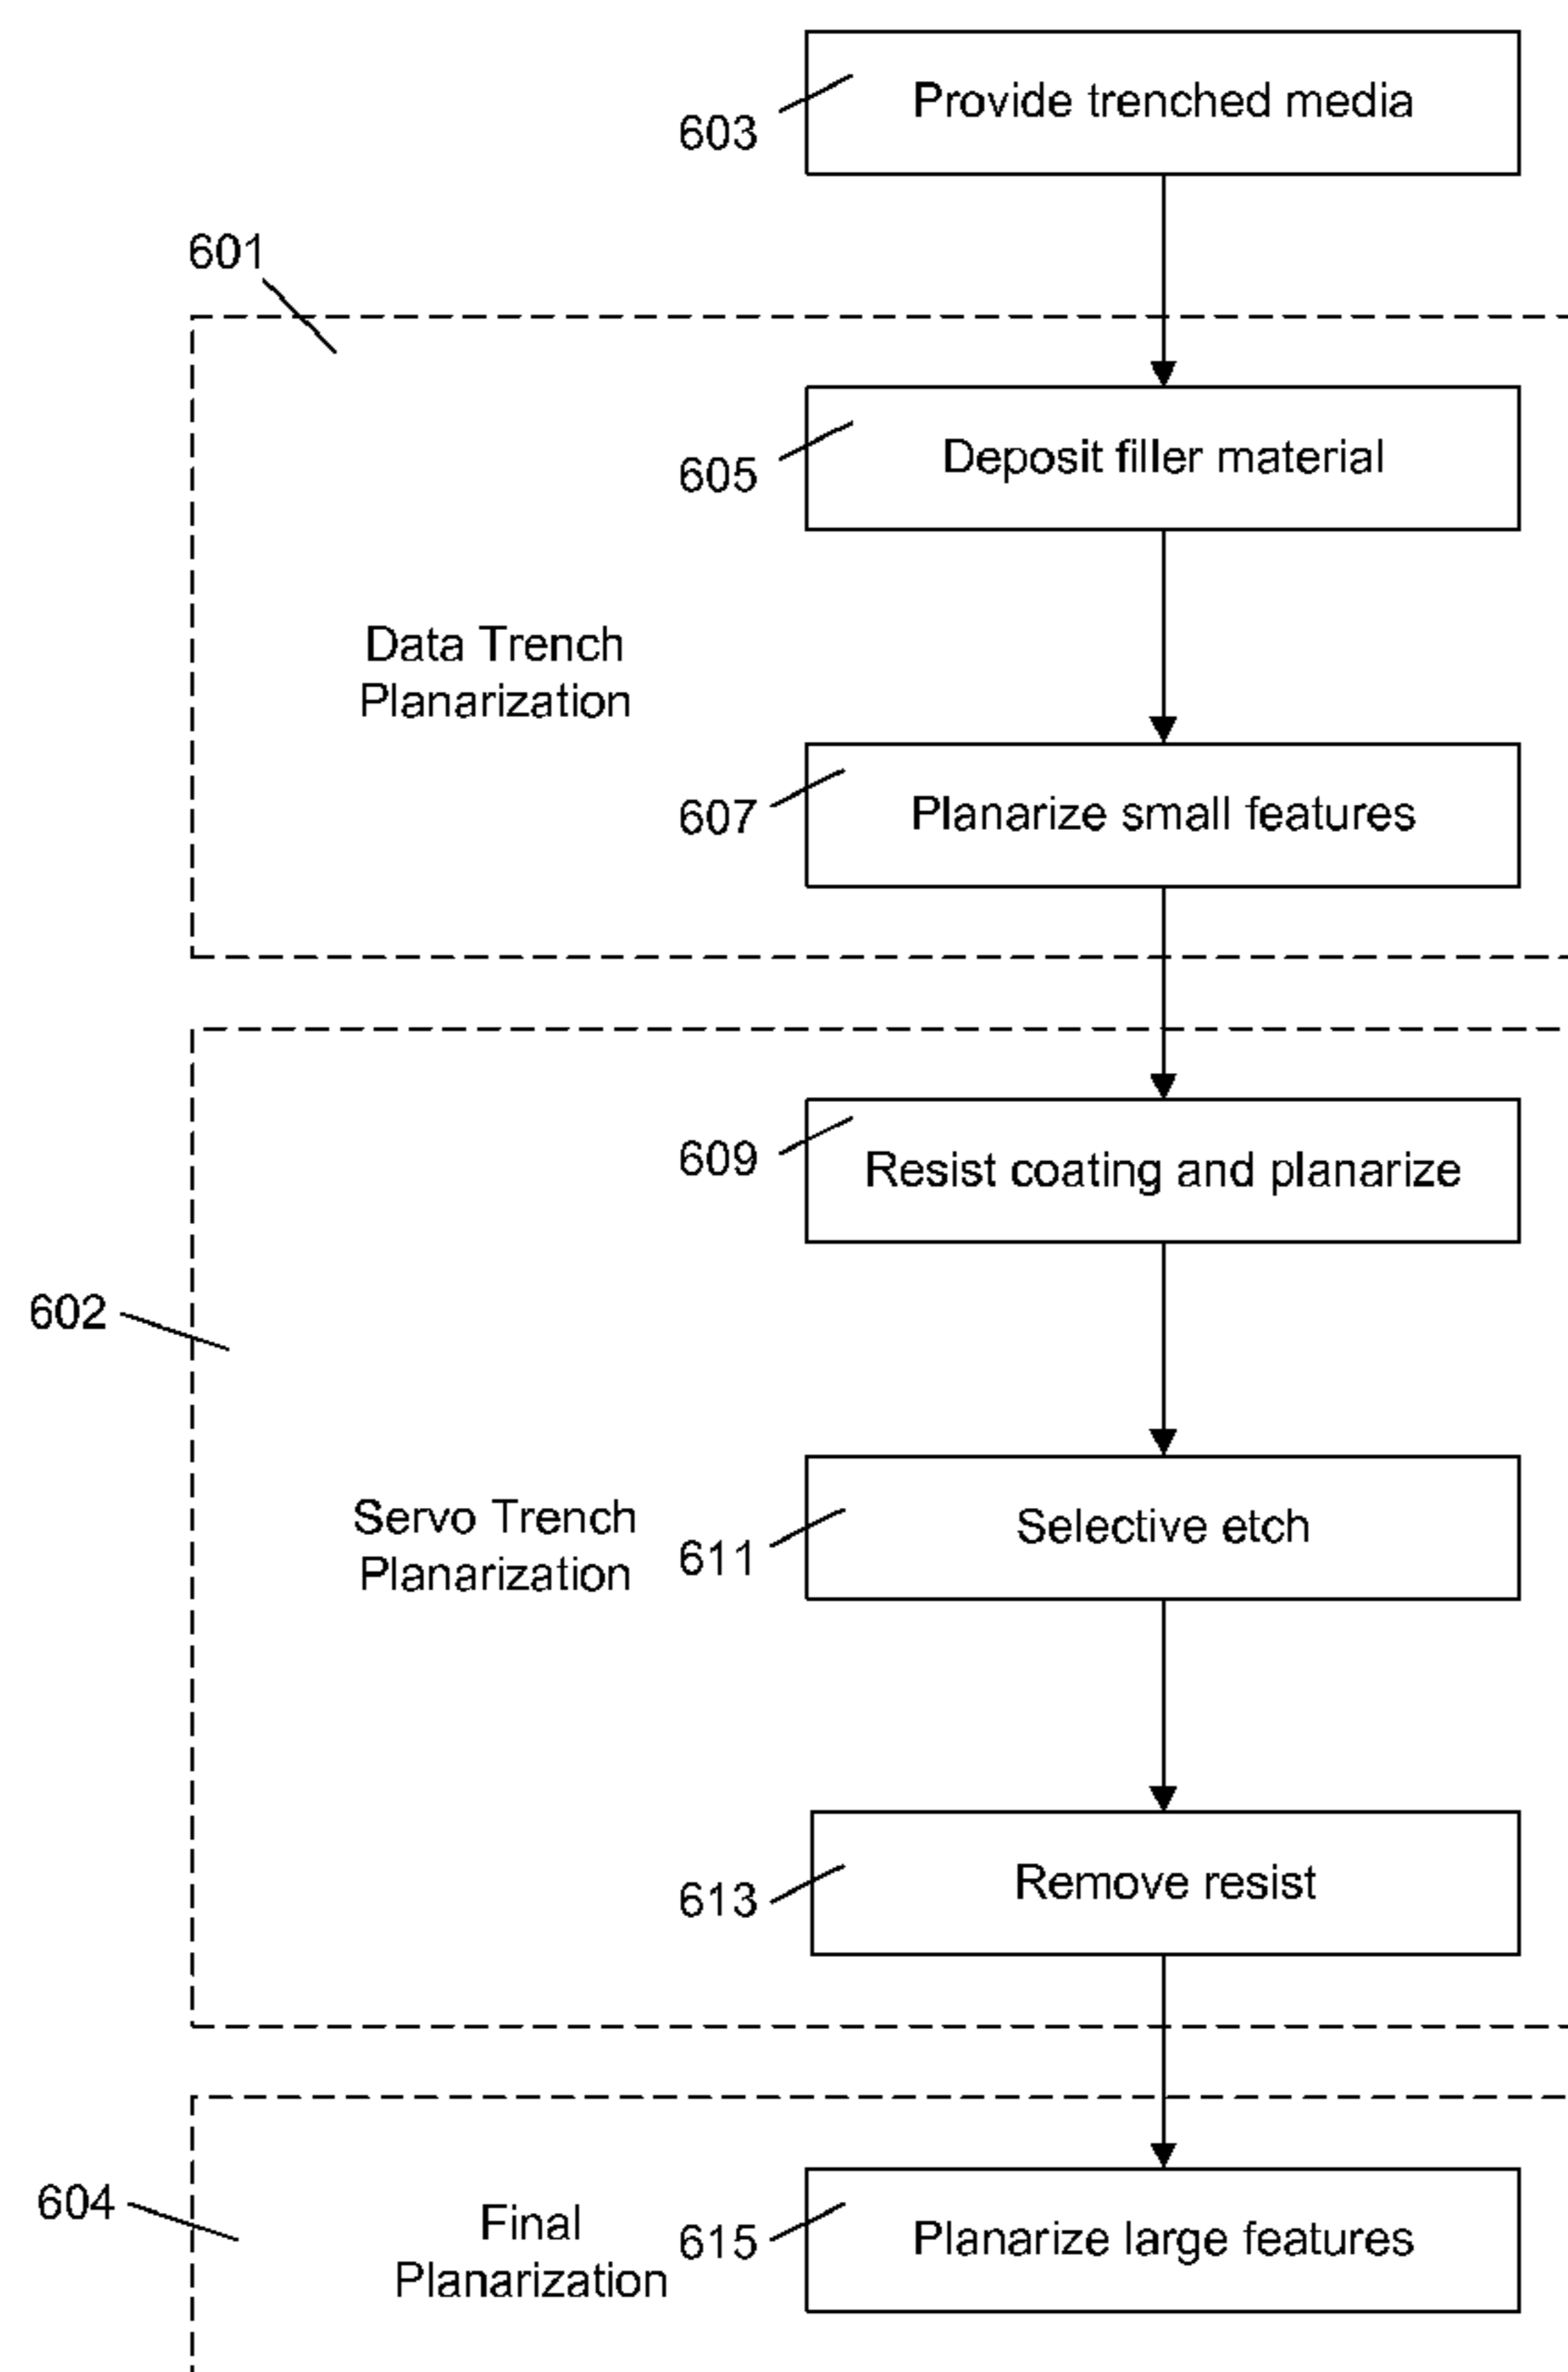 Provide trenched media
603
601
Deposit filler material
605
Data Trench
Planarization
Planarize small features
607
Resist coating and planarize
609
602
Servo Trench
Planarization
Selective etch
611
Remove resist
613
604
Final
Planarization
Planarize large features
615